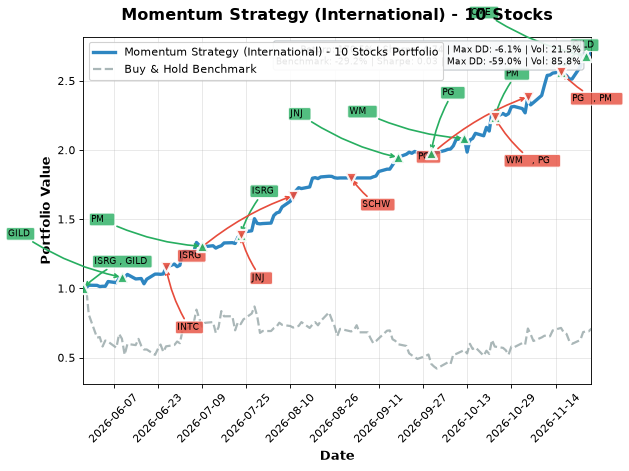 Momentum Strategy (International) - 10 Stocks
GILD
Momentum Strategy (International) - 10 Stocks Portfolio
Buy & Hold Benchmark
| Max DD: -6.1% | Vol: 21.5%
Benchmark: -29.2% | Sharpe: 0.03
Max DD: -59.0% | Vol: 85.8%
PM
PG
PG , PM
JNJ
WM
WM , PG
ISRG
SCHW
PM
GILD
ISRG
ISRG , GILD
JNJ
INTC
Portfolio Value
2.5
2.0
1.5
1.0
0.5
2026-06-07
2026-06-23
2026-07-09
2026-07-25
2026-08-10
2026-08-26
2026-09-11
2026-09-27
2026-10-13
2026-10-29
2026-11-14
Date